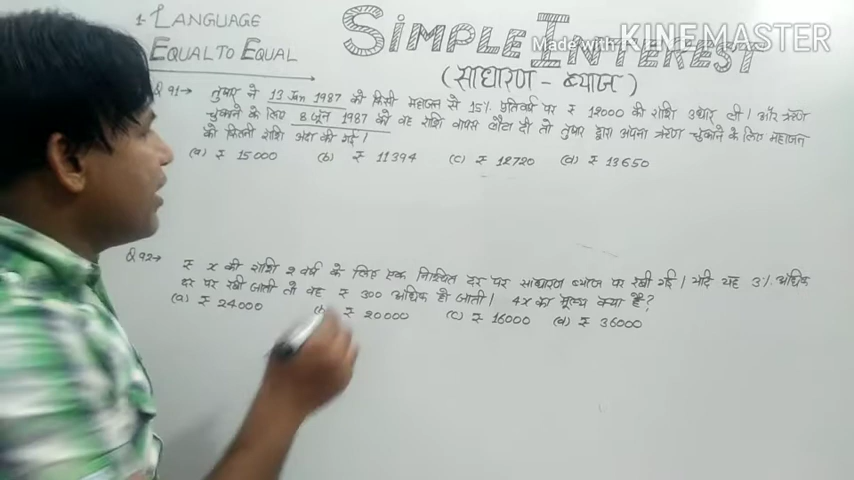 1- LANGUAGE
EQUAL TO EQUAL
SIMPLE INTEREST
Made with KINEMASTER
(साधारण - ब्याज)
Q 91→ तुषार ने 13 Jan 1987 को किसी महाजन से 15% प्रतिवर्ष पर ₹ 12000 की राशि उधार ली। और ऋण
चुकाने के लिए 8 जून 1987 को वह राशि वापस लौटा दी तो तुषार द्वारा अपना ऋण चुकाने के लिए महाजन
को कितनी राशि अदा की गई।
(a) ₹ 15000 (b) ₹ 11394 (c) ₹ 12720 (d) ₹ 13650
Q 92→ ₹ x की राशि 2 वर्ष के लिए एक निश्चित दर पर साधारण ब्याज पर रखी गई। यदि यह 3% अधिक
दर पर रखी जाती तो वह ₹ 300 अधिक हो जाती। 4x का मूल्य क्या है?
(a) ₹ 24000 (b) ₹ 20000 (c) ₹ 16000 (d) ₹ 36000